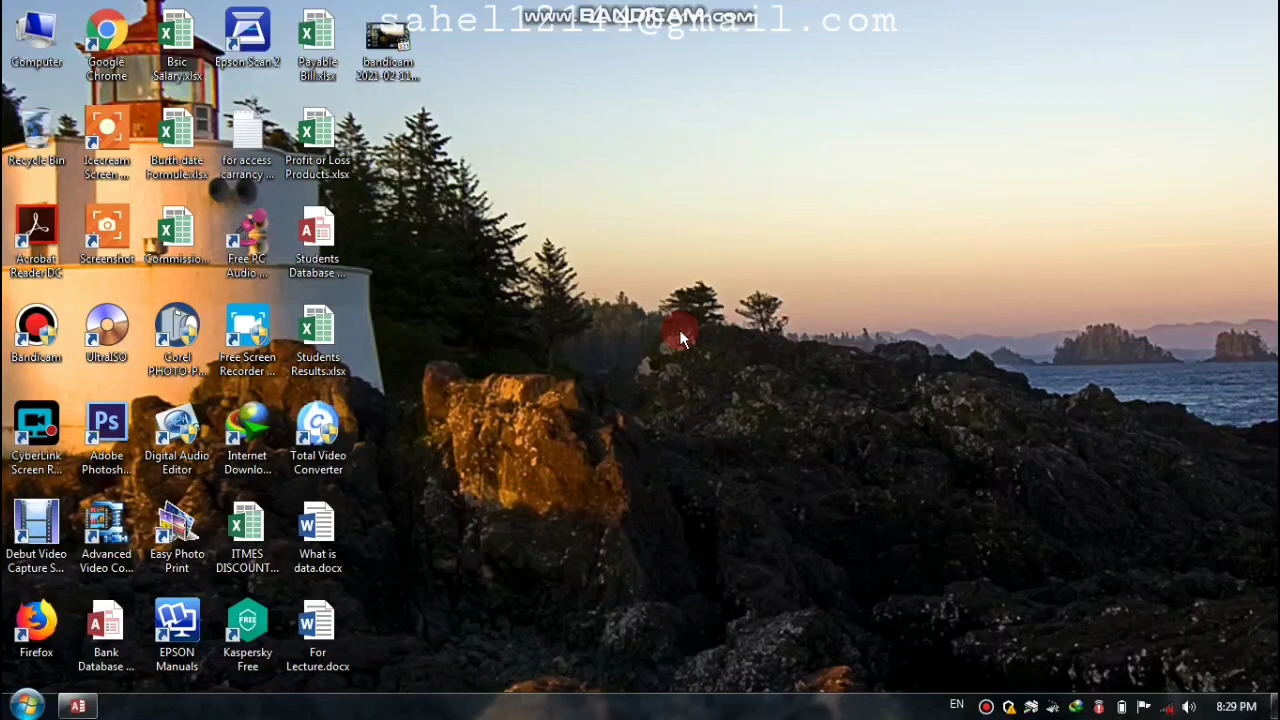 www.BANDICAM.com
Computer
Google
Chrome
Bsic
Salary.xlsx
Epson Scan 2
Payable
Bill.xlsx
bandicam
2021-02-11...
Recycle Bin
Icecream
Screen ...
Burth date
Formule.xlsx
for access
carrancy ...
Profit or Loss
Products.xlsx
Acrobat
Reader DC
Screenshot
Commissio...
Free PC
Audio ...
Students
Database ...
Bandicam
UltraISO
Corel
PHOTO-P...
Free Screen
Recorder ...
Students
Results.xlsx
CyberLink
Screen R...
Ps
Adobe
Photosh...
Digital Audio
Editor
Internet
Downlo...
Total Video
Converter
Debut Video
Capture S...
Advanced
Video Co...
Easy Photo
Print
ITMES
DISCOUNT...
What is
data.docx
Firefox
Bank
Database ...
EPSON
Manuals
FREE
Kaspersky
Free
For
Lecture.docx
EN
8:29 PM